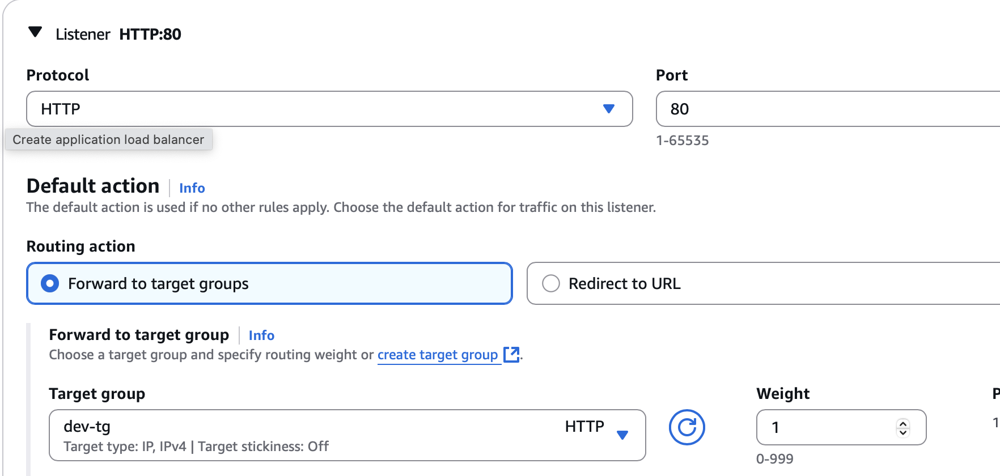 Listener HTTP:80
Protocol
Port
HTTP
80
Create application load balancer
1-65535
Default action
Info
The default action is used if no other rules apply. Choose the default action for traffic on this listener.
Routing action
Forward to target groups
Redirect to URL
Forward to target group
Info
Choose a target group and specify routing weight or create target group.
Target group
Weight
P
dev-tg
HTTP
Target type: IP, IPv4 | Target stickiness: Off
1
1
0-999